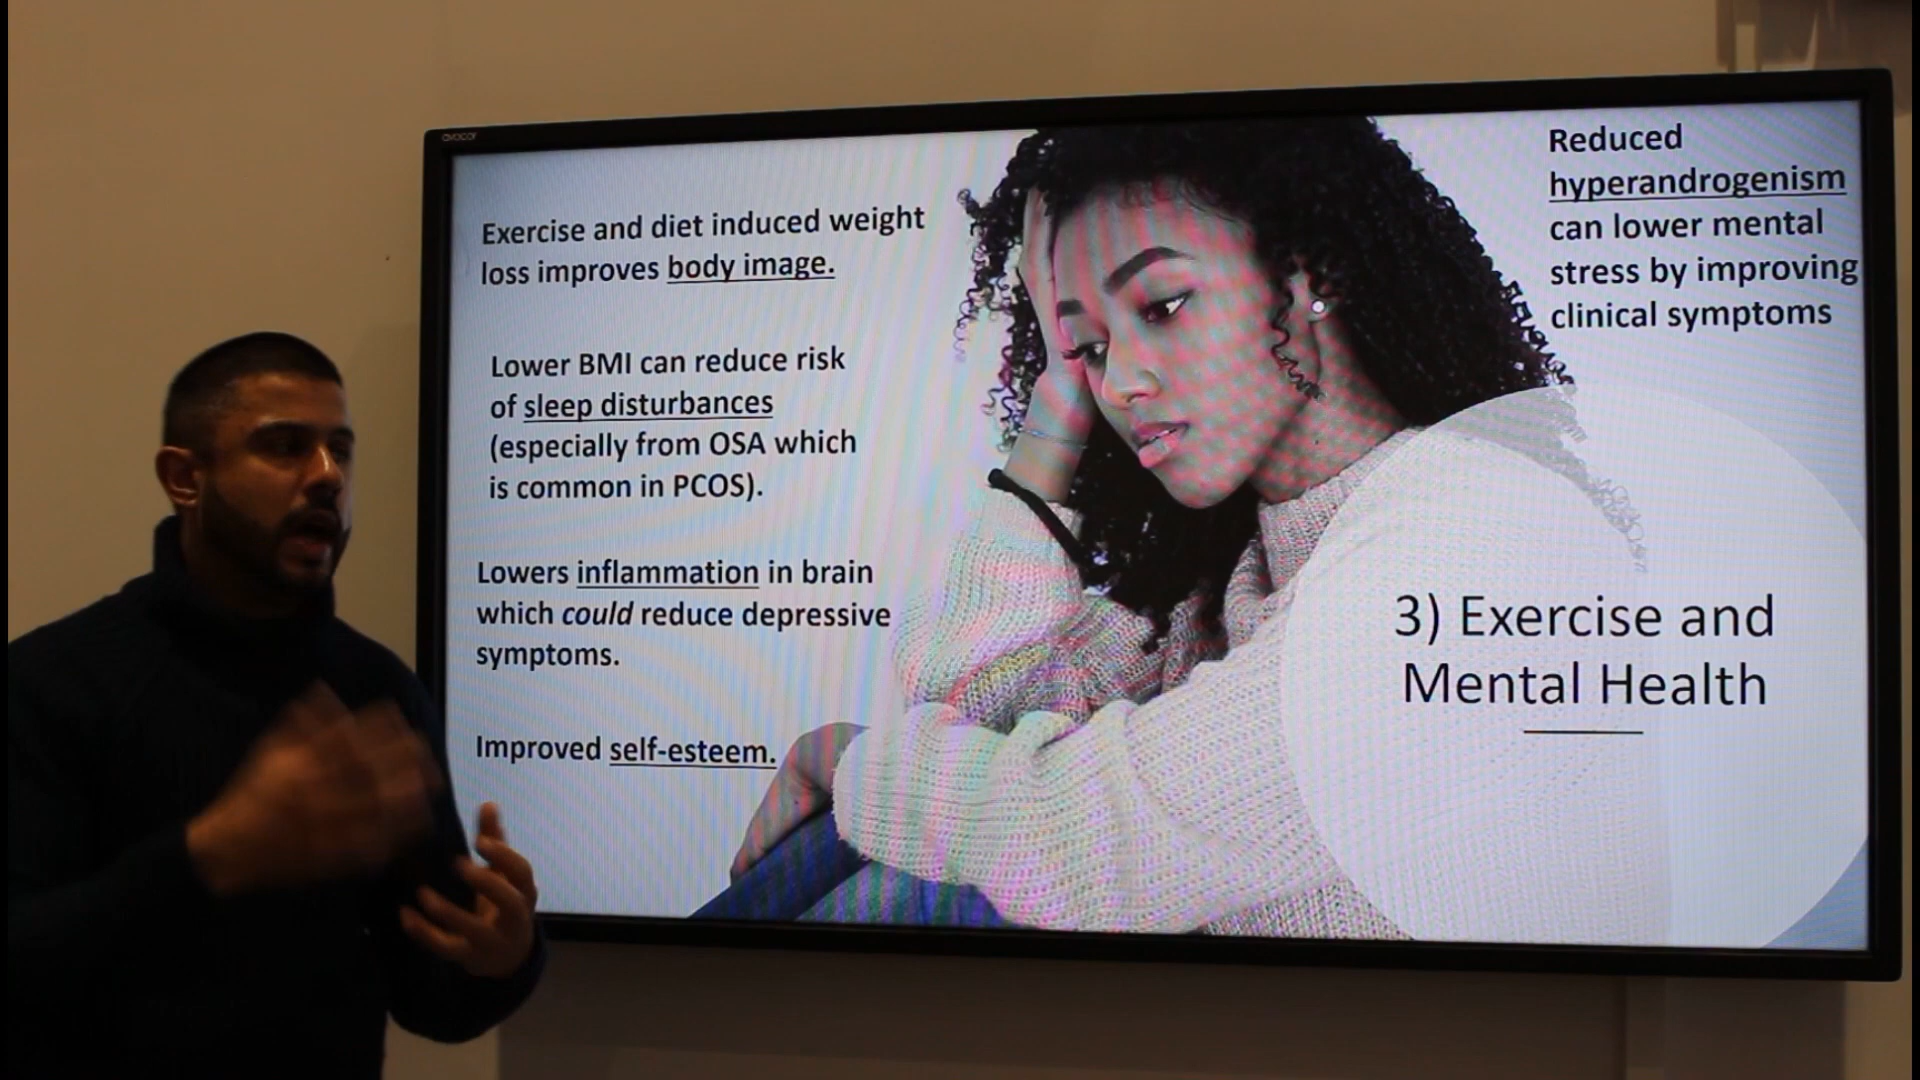 avocor
Exercise and diet induced weight
loss improves body image.
Lower BMI can reduce risk
of sleep disturbances
(especially from OSA which
is common in PCOS).
Lowers inflammation in brain
which could reduce depressive
symptoms.
Improved self-esteem.
Reduced
hyperandrogenism
can lower mental
stress by improving
clinical symptoms
3) Exercise and
Mental Health